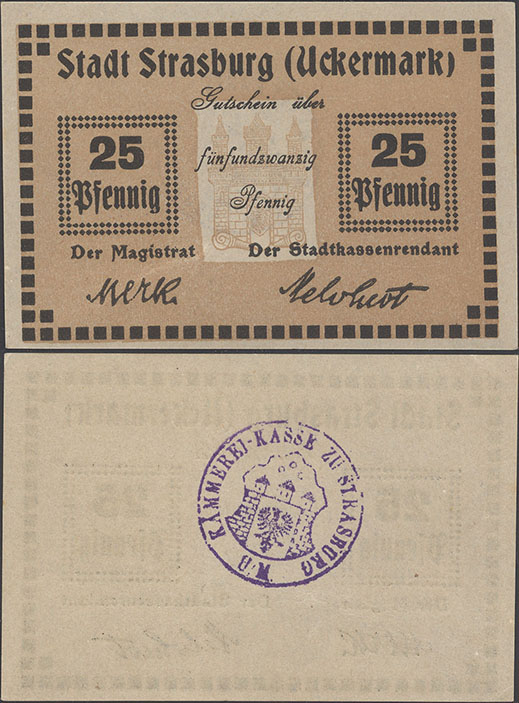 Stadt Strasburg (Uckermark)
Gutschein über
25
Pfennig
fünfundzwanzig
Pfennig
25
Pfennig
Der Magistrat
Der Stadtkassenrendant
Merk
KÄMMEREI-KASSE ZU STRASBURG